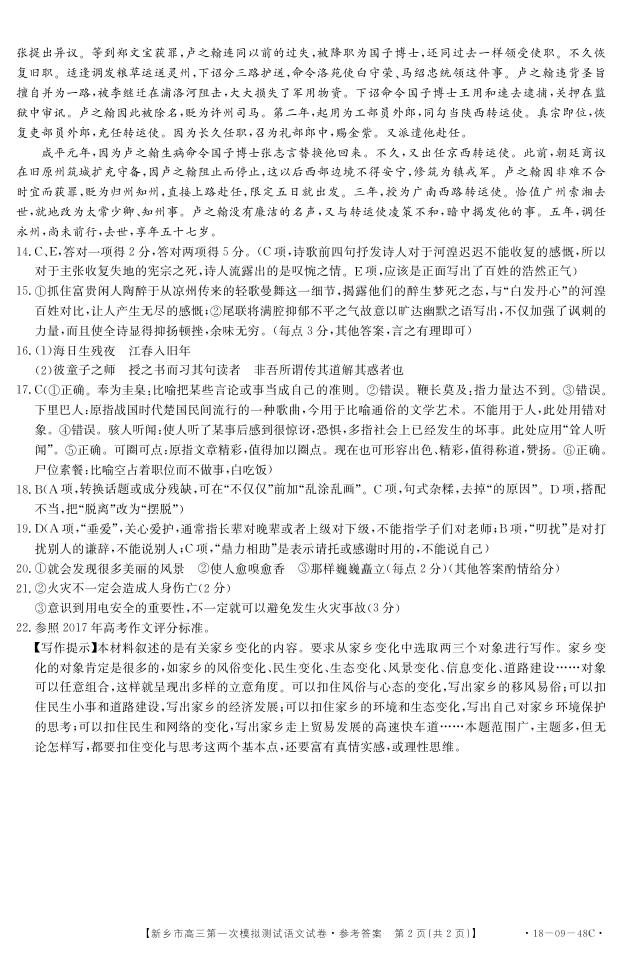 张提出异议。等到郑文宝获罪,卢之翰连同以前的过失,被降职为国子博士,还同过去一样领受使职。不久恢
复旧职。适逢调发粮草运送灵州,下诏分三路护送,命令洛苑使白守荣、马绍忠统领这件事。卢之翰违背圣旨
擅自并为一路,被李继迁在浦洛河阻击,大大损失了军用物资。下诏命令国子博士王用和速去逮捕,关押在监
狱中审讯。卢之翰因此被除名,贬为许州司马。第二年,起用为工部员外郎,同勾当陕西转运使。真宗即位,恢
复吏部员外郎,充任转运使。因为长久任职,召为礼部郎中,赐金紫。又派遣他赴任。
咸平元年,因为卢之翰生病命令国子博士张志言替换他回来。不久,又出任京西转运使。此前,朝廷商议
在旧原州筑城扩充守备,因卢之翰阻止而停止,这以后西部边境不得安宁,修筑为镇戎军。卢之翰因非难不合
时宜而获罪,贬为归州知州,直接上路赴任,限定五日就出发。三年,授为广南西路转运使。恰值广州索湘去
世,就地改为太常少卿、知州事。卢之翰没有廉洁的名声,又与转运使凌策不和,暗中揭发他的事。五年,调任
永州,尚未前行,去世,享年五十七岁。
14.C、E,答对一项得2分,答对两项得5分。(C项,诗歌前四句抒发诗人对于河湟迟迟不能收复的感慨,所以
对于主张收复失地的宪宗之死,诗人流露出的是叹惋之情。E项,应该是正面写出了百姓的浩然正气)
15.①抓住富贵闲人陶醉于从凉州传来的轻歌曼舞这一细节,揭露他们的醉生梦死之态,与“白发丹心”的河湟
百姓对比,让人产生无尽的感慨;②尾联将满腔抑郁不平之气故意以旷达幽默之语写出,不仅加强了讽刺的
力量,而且使全诗显得抑扬顿挫,余味无穷。(每点3分,其他答案,言之有理即可)
16.(1)海日生残夜 江春入旧年
(2)彼童子之师 授之书而习其句读者 非吾所谓传其道解其惑者也
17.C(①正确。奉为圭臬:比喻把某些言论或事当成自己的准则。②错误。鞭长莫及:指力量达不到。③错误。
下里巴人:原指战国时代楚国民间流行的一种歌曲,今用于比喻通俗的文学艺术。不能用于人,此处用错对
象。④错误。骇人听闻:使人听了某事后感到很惊讶,恐惧,多指社会上已经发生的坏事。此处应用“耸人听
闻”。⑤正确。可圈可点:原指文章精彩,值得加以圈点。现在也可形容出色、精彩,值得称道,赞扬。⑥正确。
尸位素餐:比喻空占着职位而不做事,白吃饭)
18.B(A项,转换话题或成分残缺,可在“不仅仅”前加“乱涂乱画”。C项,句式杂糅,去掉“的原因”。D项,搭配
不当,把“脱离”改为“摆脱”)
19.D(A项,“垂爱”,关心爱护,通常指长辈对晚辈或者上级对下级,不能指学子们对老师;B项,“叨扰”是对打
扰别人的谦辞,不能说别人;C项,“鼎力相助”是表示请托或感谢时用的,不能说自己)
20.①就会发现很多美丽的风景 ②使人愈嗅愈香 ③那样巍巍矗立(每点2分)(其他答案酌情给分)
21.②火灾不一定会造成人身伤亡(2分)
③意识到用电安全的重要性,不一定就可以避免发生火灾事故(3分)
22.参照2017年高考作文评分标准。
【写作提示】本材料叙述的是有关家乡变化的内容。要求从家乡变化中选取两三个对象进行写作。家乡变
化的对象肯定是很多的,如家乡的风俗变化、民生变化、生态变化、风景变化、信息变化、道路建设……对象
可以任意组合,这样就呈现出多样的立意角度。可以扣住风俗与心态的变化,写出家乡的移风易俗;可以扣
住民生小事和道路建设,写出家乡的经济发展;可以扣住家乡的环境和生态变化,写出自己对家乡环境保护
的思考;可以扣住民生和网络的变化,写出家乡走上贸易发展的高速快车道……本题范围广,主题多,但无
论怎样写,都要扣住变化与思考这两个基本点,还要富有真情实感,或理性思维。
【新乡市高三第一次模拟测试语文试卷·参考答案 第2页(共2页)】 ·18-09-48C·